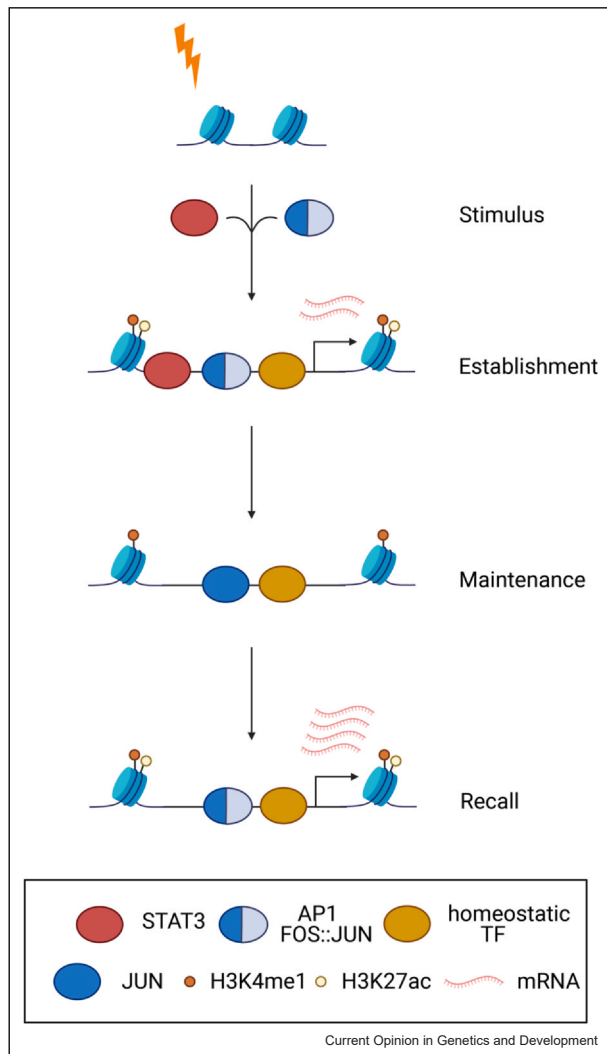 Stimulus
Establishment
Maintenance
Recall
STAT3
AP1
FOS::JUN
homeostatic
TF
JUN
H3K4me1
H3K27ac
mRNA
Current Opinion in Genetics and Development